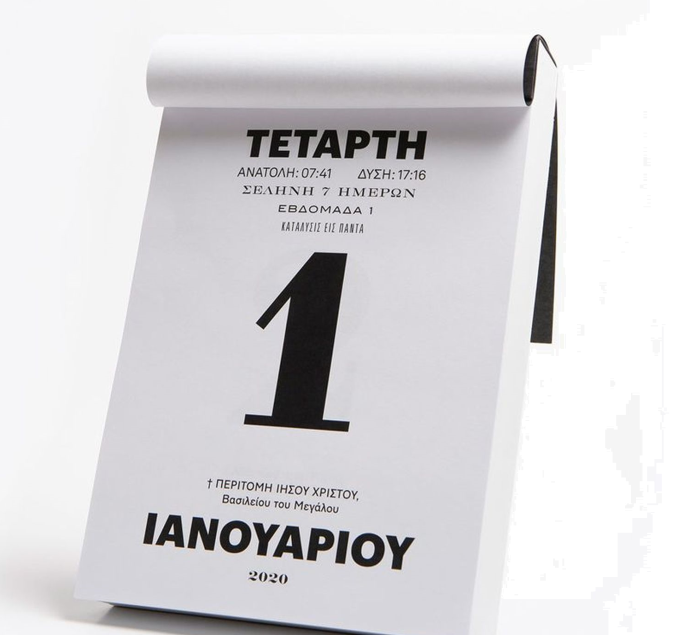 ΤΕΤΑΡΤΗ
ΑΝΑΤΟΛΗ: 07:41 ΔΥΣΗ: 17:16
ΣΕΛΗΝΗ 7 ΗΜΕΡΩΝ
ΕΒΔΟΜΑΔΑ 1
ΚΑΤΑΛΥΣΙΣ ΕΙΣ ΠΑΝΤΑ
1
† ΠΕΡΙΤΟΜΗ ΙΗΣΟΥ ΧΡΙΣΤΟΥ,
Βασιλείου του Μεγάλου
ΙΑΝΟΥΑΡΙΟΥ
2020